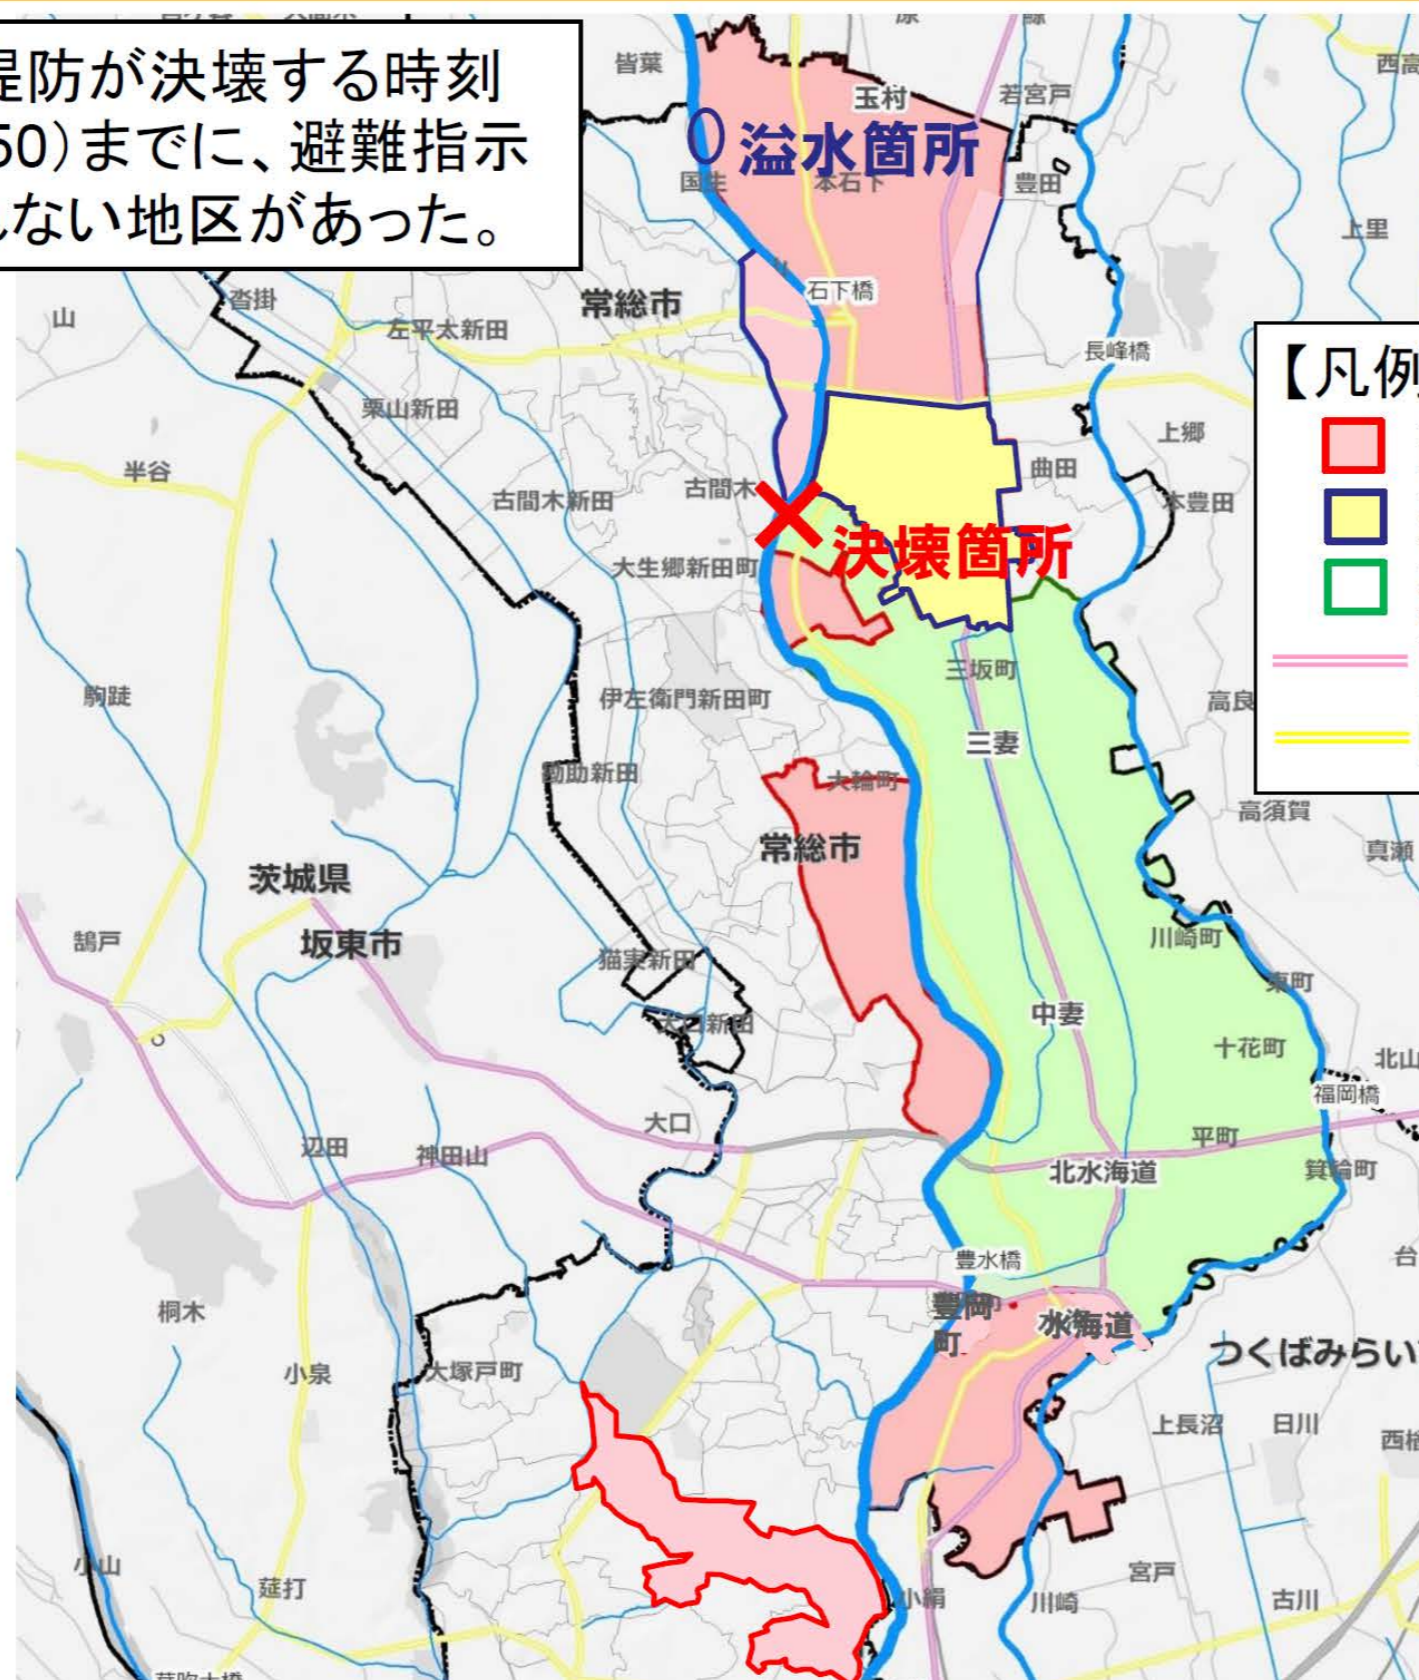 堤防が決壊する時刻
50)までに、避難指示
ない地区があった。
皆葉
玉村
若宮戸
溢水箇所
国生
本石下
豊田
上里
沓掛
山
常総市
石下橋
左平太新田
長峰橋
【凡例
栗山新田
上郷
半谷
古間木新田
古間木
曲田
本豊田
決壊箇所
大生郷新田町
三坂町
駒跿
伊左衛門新田町
高良
三妻
勘助新田
大輪町
高須賀
常総市
真瀬
茨城県
鵠戸
坂東市
猫実新田
川崎町
東町
大口新田
中妻
十花町
北山
福岡橋
大口
平町
辺田
神田山
北水海道
箕輪町
豊水橋
台
桐木
豊岡
町
水海道
つくばみらい
小泉
大塚戸町
上長沼
日川
小山
莚打
宮戸
小絹
川崎
古川